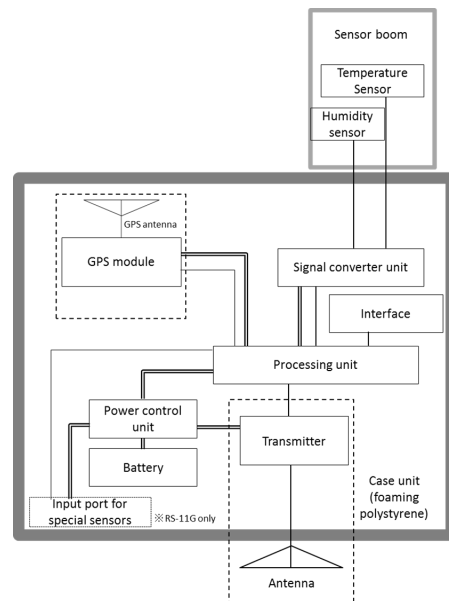 Sensor boom
Temperature
Sensor
Humidity
sensor
GPS antenna
GPS module
Signal converter unit
Interface
Processing unit
Power control
unit
Transmitter
Battery
Case unit
(foaming
polystyrene)
Input port for
special sensors
※RS-11G only
Antenna